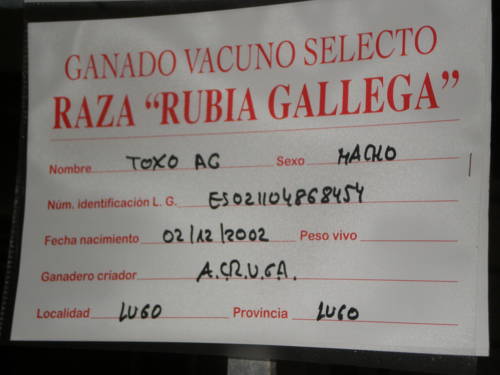 GANADO VACUNO SELECTO
RAZA “RUBIA GALLEGA”
Nombre TOXO AG Sexo MACHO
Núm. identificación L. G. ES021104868454
Fecha nacimiento 02/12/2002 Peso vivo
Ganadero criador A.C.R.U.GA.
Localidad LUGO Provincia LUGO